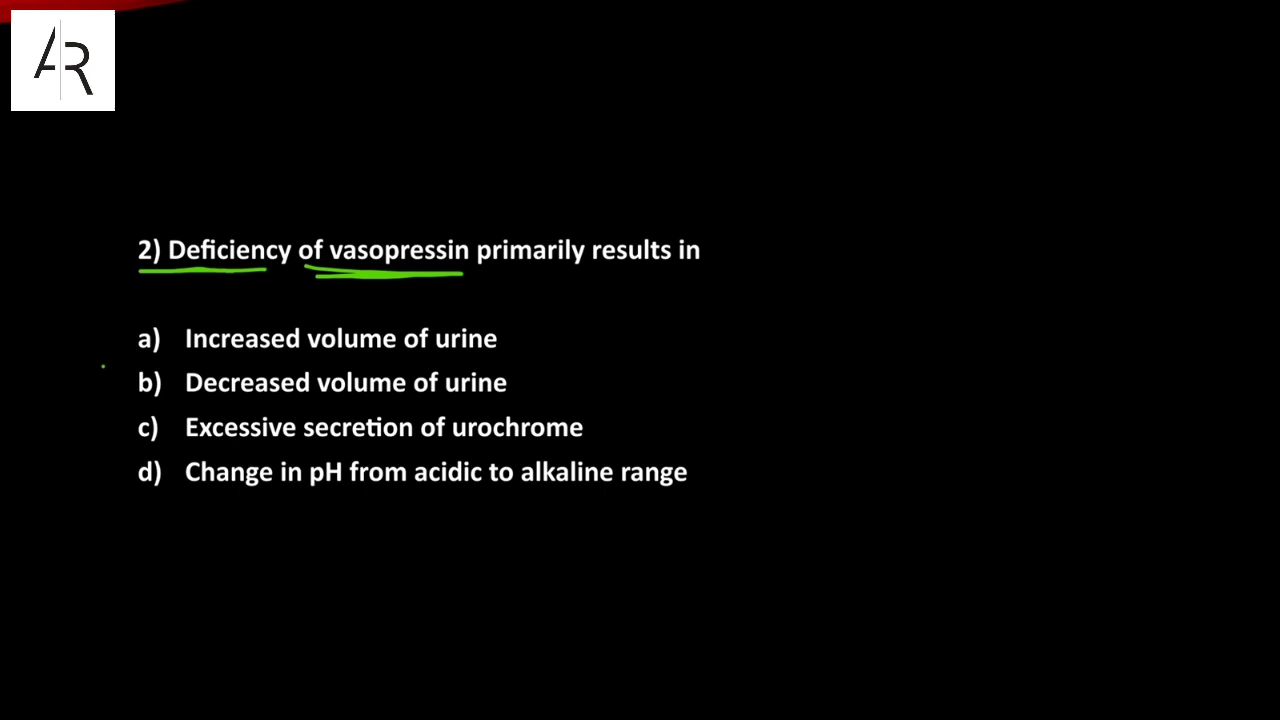 AR
2) Deficiency of vasopressin primarily results in
a) Increased volume of urine
b) Decreased volume of urine
c) Excessive secretion of urochrome
d) Change in pH from acidic to alkaline range